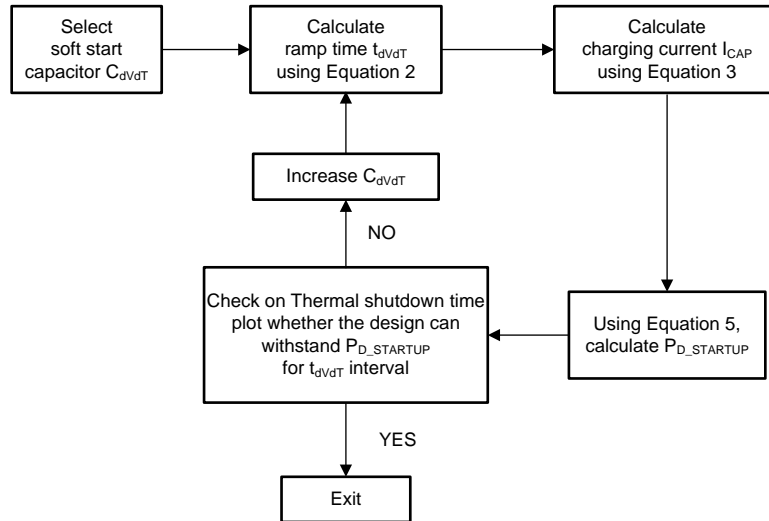 Select
soft start
capacitor CdVdT
Calculate
ramp time tdVdT
using Equation 2
Calculate
charging current ICAP
using Equation 3
Increase CdVdT
NO
Check on Thermal shutdown time
plot whether the design can
withstand PD_STARTUP
for tdVdT interval
Using Equation 5,
calculate PD_STARTUP
YES
Exit